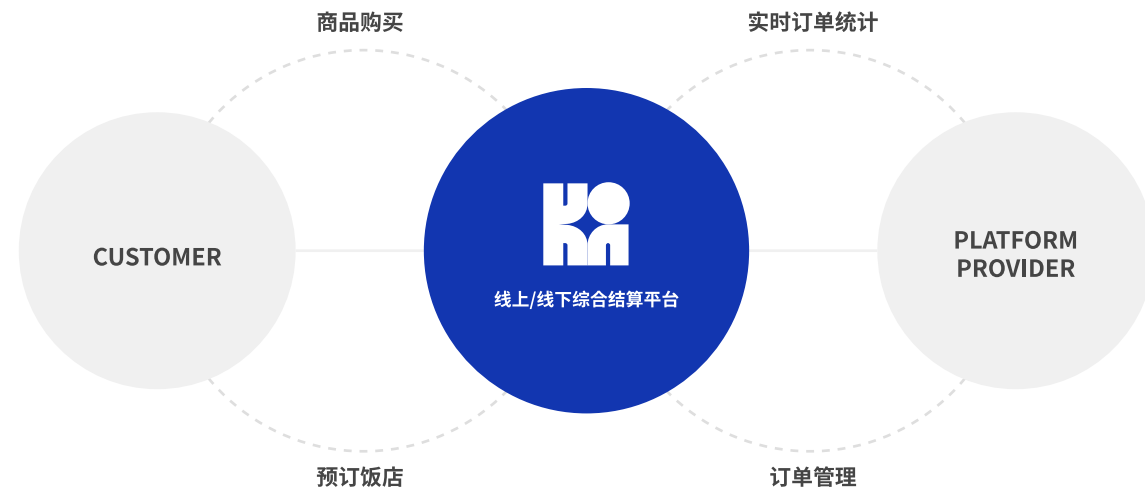 商品购买
实时订单统计
CUSTOMER
线上/线下综合结算平台
PLATFORM
PROVIDER
预订饭店
订单管理